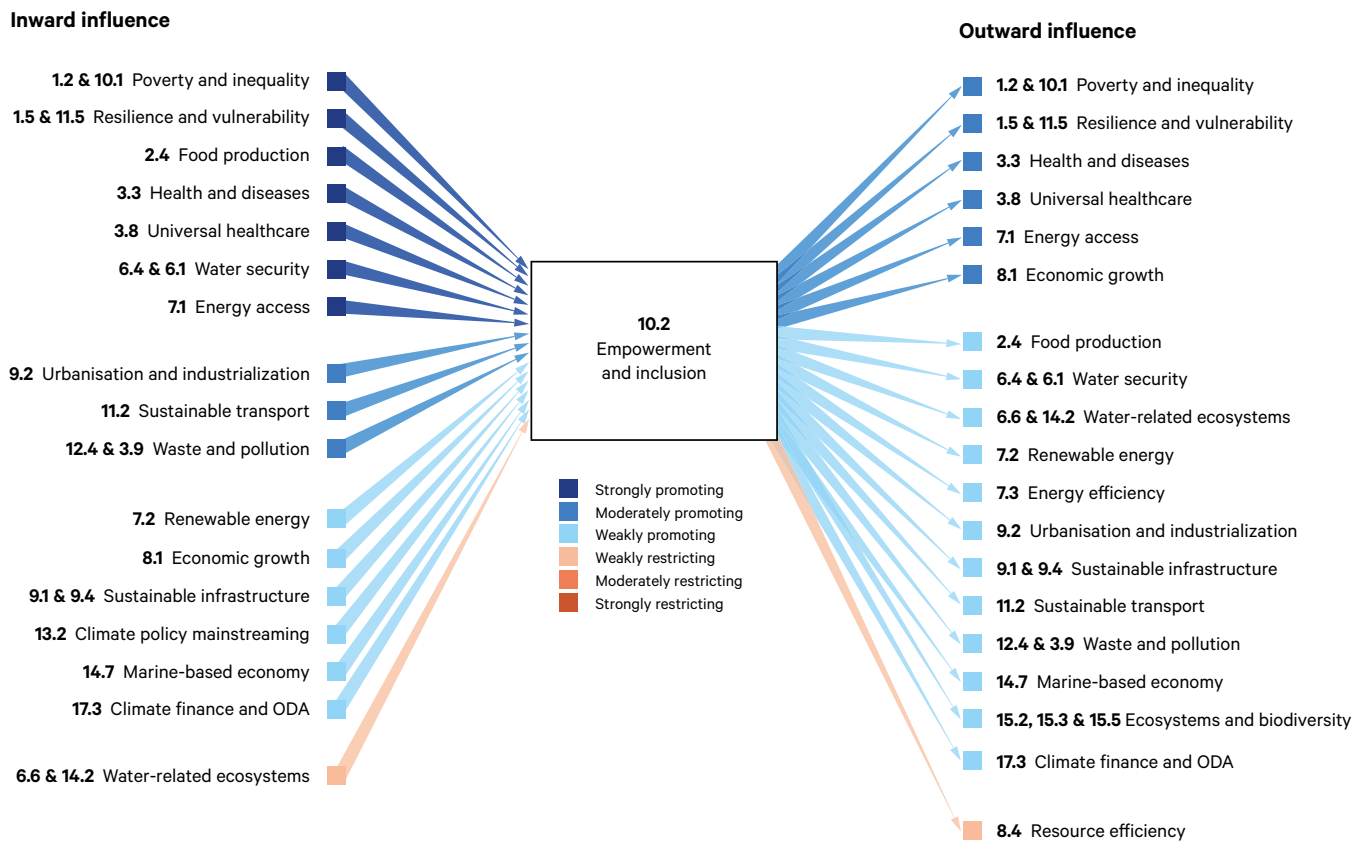 Inward influence
1.2 & 10.1 Poverty and inequality
1.5 & 11.5 Resilience and vulnerability
2.4 Food production
3.3 Health and diseases
3.8 Universal healthcare
6.4 & 6.1 Water security
7.1 Energy access
9.2 Urbanisation and industrialization
11.2 Sustainable transport
12.4 & 3.9 Waste and pollution
7.2 Renewable energy
8.1 Economic growth
9.1 & 9.4 Sustainable infrastructure
13.2 Climate policy mainstreaming
14.7 Marine-based economy
17.3 Climate finance and ODA
6.6 & 14.2 Water-related ecosystems
10.2
Empowerment
and inclusion
Strongly promoting
Moderately promoting
Weakly promoting
Weakly restricting
Moderately restricting
Strongly restricting
Outward influence
1.2 & 10.1 Poverty and inequality
1.5 & 11.5 Resilience and vulnerability
3.3 Health and diseases
3.8 Universal healthcare
7.1 Energy access
8.1 Economic growth
2.4 Food production
6.4 & 6.1 Water security
6.6 & 14.2 Water-related ecosystems
7.2 Renewable energy
7.3 Energy efficiency
9.2 Urbanisation and industrialization
9.1 & 9.4 Sustainable infrastructure
11.2 Sustainable transport
12.4 & 3.9 Waste and pollution
14.7 Marine-based economy
15.2, 15.3 & 15.5 Ecosystems and biodiversity
17.3 Climate finance and ODA
8.4 Resource efficiency